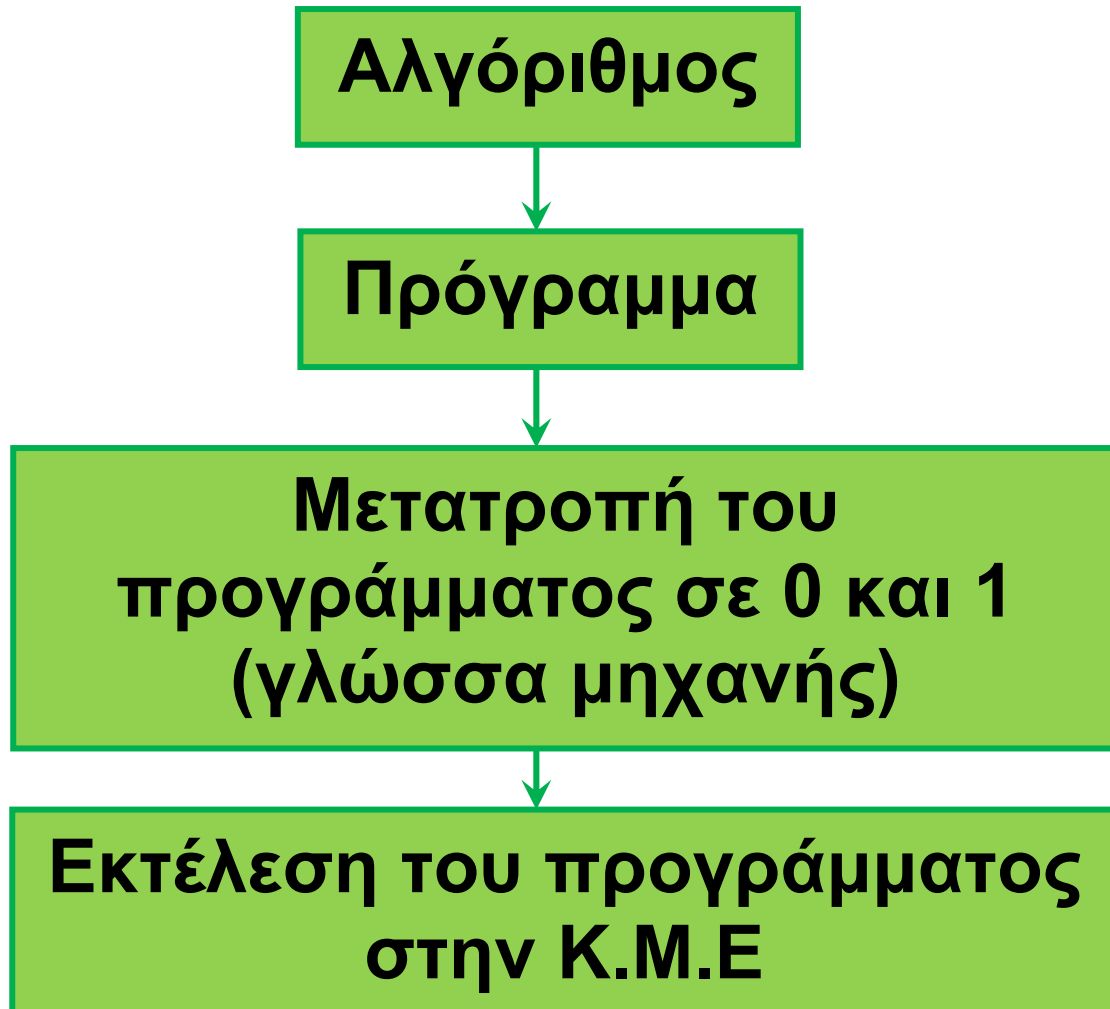 Αλγόριθμος
Πρόγραμμα
Μετατροπή του
προγράμματος σε 0 και 1
(γλώσσα μηχανής)
Εκτέλεση του προγράμματος
στην Κ.Μ.Ε